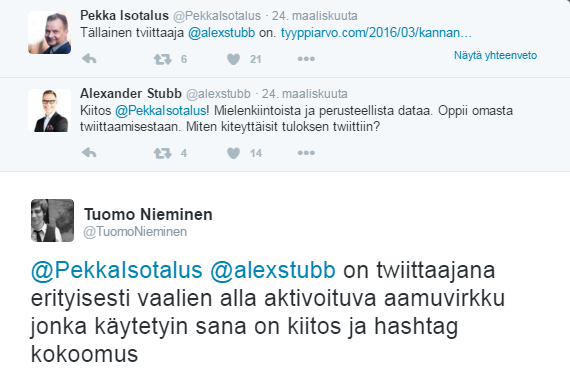 Pekka Isotalus @PekkaIsotalus · 24. maaliskuuta
Tällainen tviittaaja @alexstubb on. tyyppiarvo.com/2016/03/kannan…
6 21 Näytä yhteenveto
Alexander Stubb @alexstubb · 24. maaliskuuta
Kiitos @PekkaIsotalus! Mielenkiintoista ja perusteellista dataa. Oppii omasta
twiittaamisestaan. Miten kiteyttäisit tuloksen twiittiin?
4 14
Tuomo Nieminen
@TuomoNieminen
@PekkaIsotalus @alexstubb on twiittaajana
erityisesti vaalien alla aktivoituva aamuvirkku
jonka käytetyin sana on kiitos ja hashtag
kokoomus